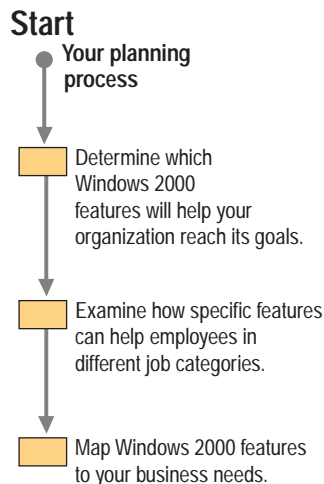 Start
Your planning
process
Determine which
Windows 2000
features will help your
organization reach its goals.
Examine how specific features
can help employees in
different job categories.
Map Windows 2000 features
to your business needs.